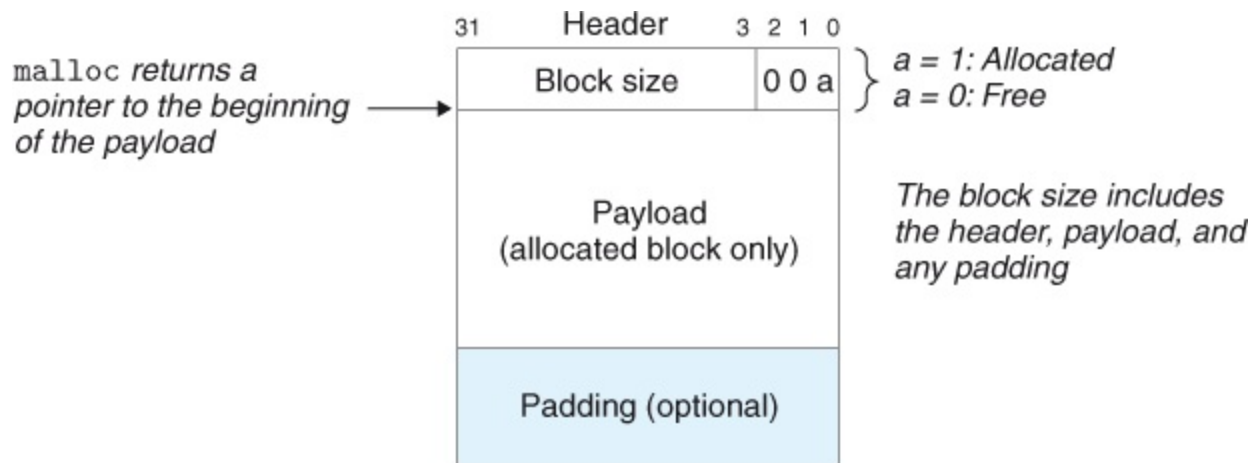 Header
31 3 2 1 0
malloc returns a
pointer to the beginning
of the payload
Block size
0 0 a
a = 1: Allocated
a = 0: Free
Payload
(allocated block only)
The block size includes
the header, payload, and
any padding
Padding (optional)